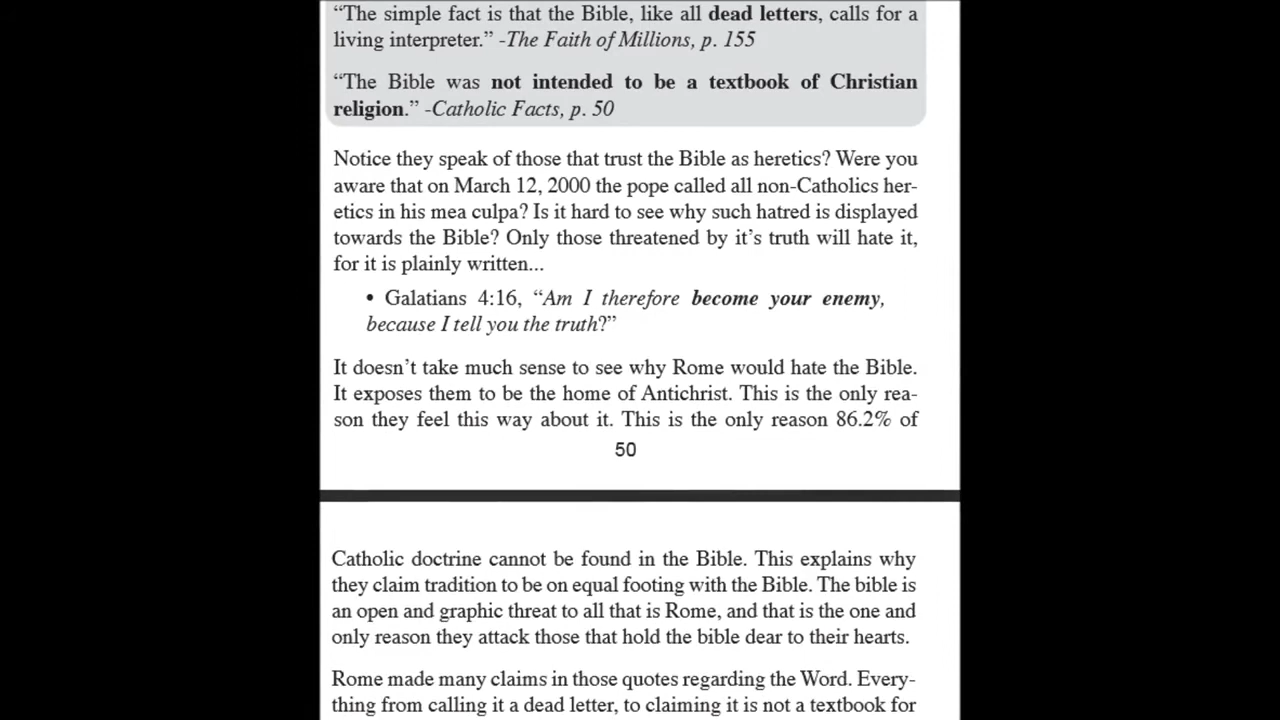 “The simple fact is that the Bible, like all dead letters, calls for a
living interpreter.” -The Faith of Millions, p. 155
“The Bible was not intended to be a textbook of Christian
religion.” -Catholic Facts, p. 50
Notice they speak of those that trust the Bible as heretics? Were you
aware that on March 12, 2000 the pope called all non-Catholics her-
etics in his mea culpa? Is it hard to see why such hatred is displayed
towards the Bible? Only those threatened by it’s truth will hate it,
for it is plainly written...
• Galatians 4:16, “Am I therefore become your enemy,
because I tell you the truth?”
It doesn’t take much sense to see why Rome would hate the Bible.
It exposes them to be the home of Antichrist. This is the only rea-
son they feel this way about it. This is the only reason 86.2% of
50
Catholic doctrine cannot be found in the Bible. This explains why
they claim tradition to be on equal footing with the Bible. The bible is
an open and graphic threat to all that is Rome, and that is the one and
only reason they attack those that hold the bible dear to their hearts.
Rome made many claims in those quotes regarding the Word. Every-
thing from calling it a dead letter, to claiming it is not a textbook for